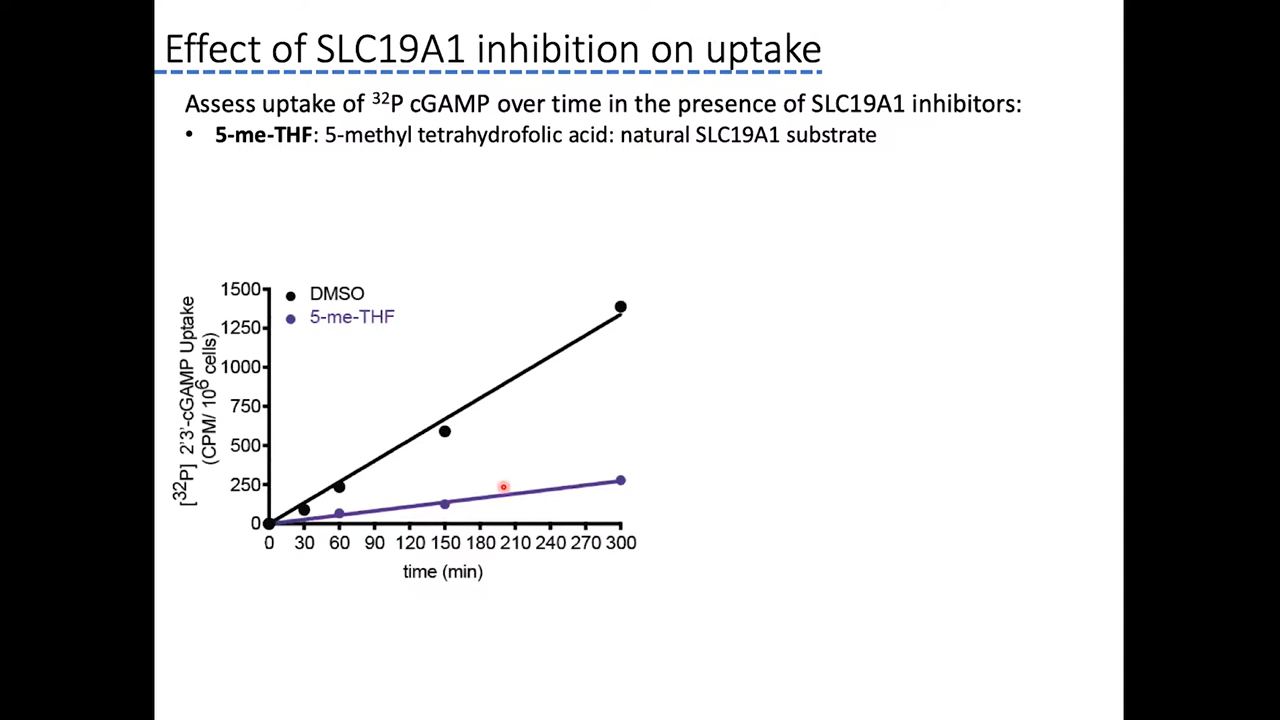 Effect of SLC19A1 inhibition on uptake
Assess uptake of ³²P cGAMP over time in the presence of SLC19A1 inhibitors:
• 5-me-THF: 5-methyl tetrahydrofolic acid: natural SLC19A1 substrate
DMSO
5-me-THF
[³²P] 2'3'-cGAMP Uptake
(CPM/ 10⁶ cells)
1500
1250
1000
750
500
250
0
0 30 60 90 120 150 180 210 240 270 300
time (min)